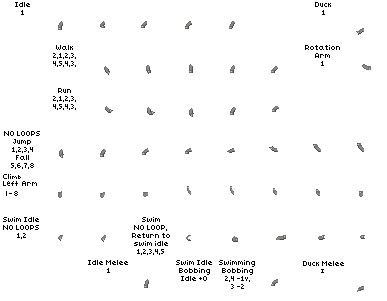 Idle
1
Duck
1
Walk
2,1,2,3,
4,5,4,3,
Rotation
Arm
1
Run
2,1,2,3,
4,5,4,3,
NO LOOPS
Jump
1,2,3,4
Fall
5,6,7,8
Climb
Left Arm
1-8
Swim Idle
NO LOOPS
1,2
Swim
NO LOOP,
Return to
swim idle
1,2,3,4,5
Idle Melee
1
Swim Idle
Bobbing
Idle +0
Swimming
Bobbing
2,4 -1v,
3 -2
Duck Melee
1